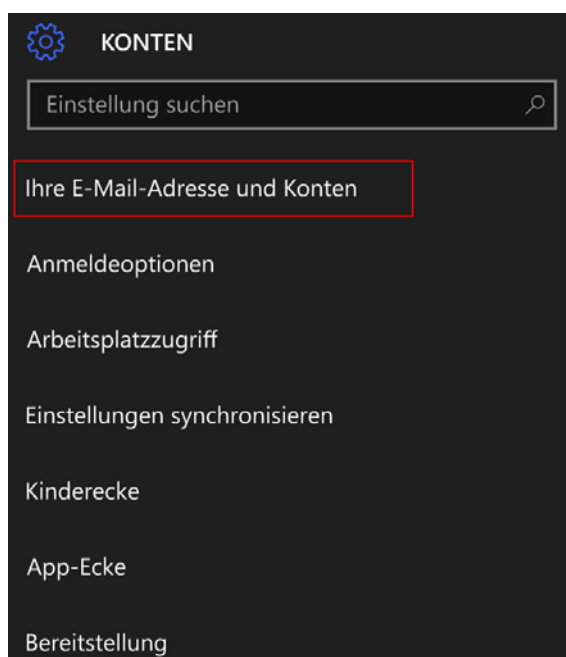 KONTEN
Einstellung suchen
Ihre E-Mail-Adresse und Konten
Anmeldeoptionen
Arbeitsplatzzugriff
Einstellungen synchronisieren
Kinderecke
App-Ecke
Bereitstellung